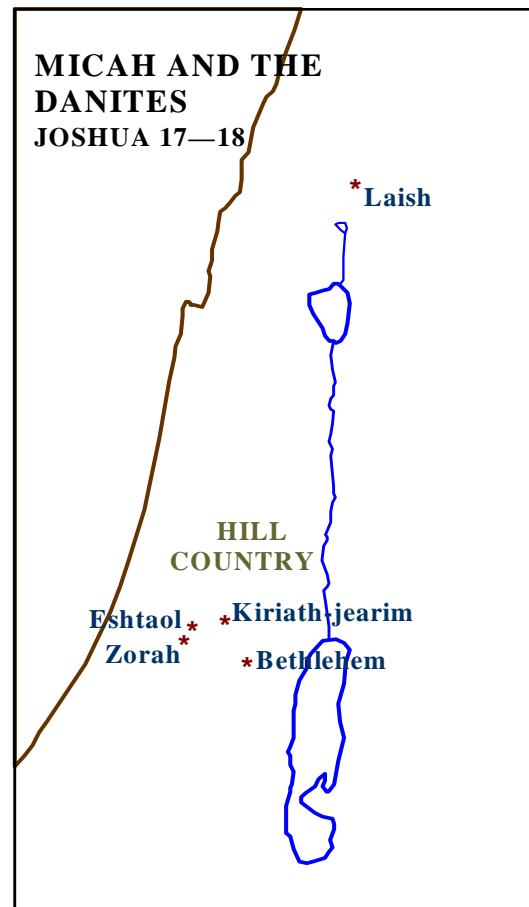 MICAH AND THE
DANITES
JOSHUA 17—18
*Laish
HILL
COUNTRY
Eshtaol*
*Kiriath-jearim
Zorah*
*Bethlehem